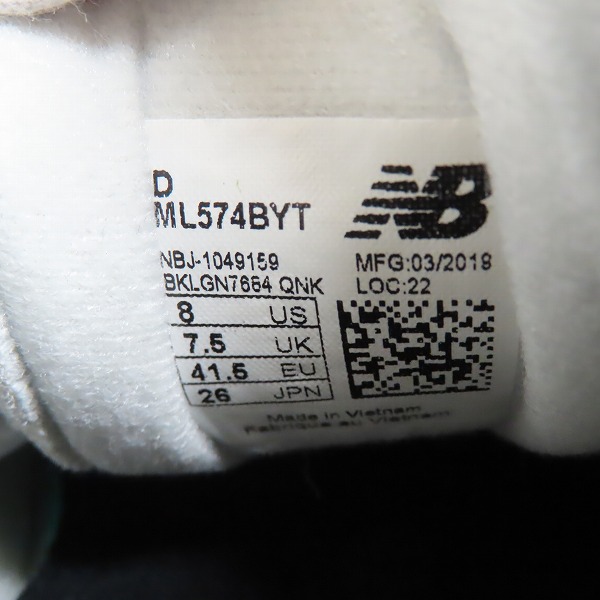 D
ML574BYT
NB
NBJ-1049159
BKLGN7664 QNK
MFG:03/2018
LOC:22
8 US
7.5 UK
41.5 EU
26 JPN
Made in Vietnam
Fabriqué au Vietnam